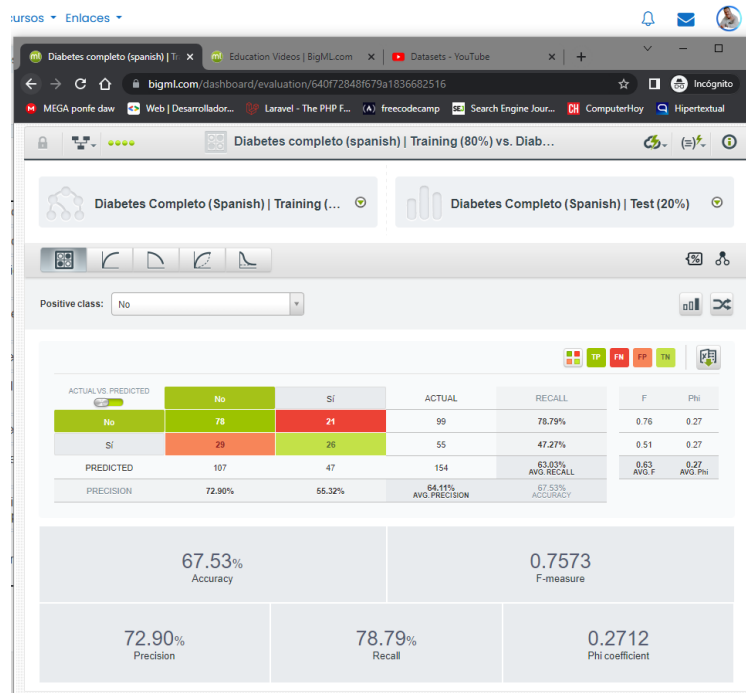 ursos Enlaces
Diabetes completo (spanish) | Tr
Education Videos | BigML.com
Datasets - YouTube
bigml.com/dashboard/evaluation/640f72848f679a1836682516
Incógnito
MEGA ponfe daw
Web | Desarrollador...
Laravel - The PHP F...
freecodecamp
Search Engine Jour...
ComputerHoy
Hipertextual
Diabetes completo (spanish) | Training (80%) vs. Diab...
Diabetes Completo (Spanish) | Training (...
Diabetes Completo (Spanish) | Test (20%)
Positive class: No
TP FN FP TN
ACTUAL VS. PREDICTED No Sí ACTUAL RECALL F Phi
No 78 21 99 78.79% 0.76 0.27
Sí 29 26 55 47.27% 0.51 0.27
PREDICTED 107 47 154 63.03% AVG. RECALL 0.63 AVG. F 0.27 AVG. Phi
PRECISION 72.90% 55.32% 64.11% AVG. PRECISION 67.53% ACCURACY
67.53%
Accuracy
0.7573
F-measure
72.90%
Precision
78.79%
Recall
0.2712
Phi coefficient